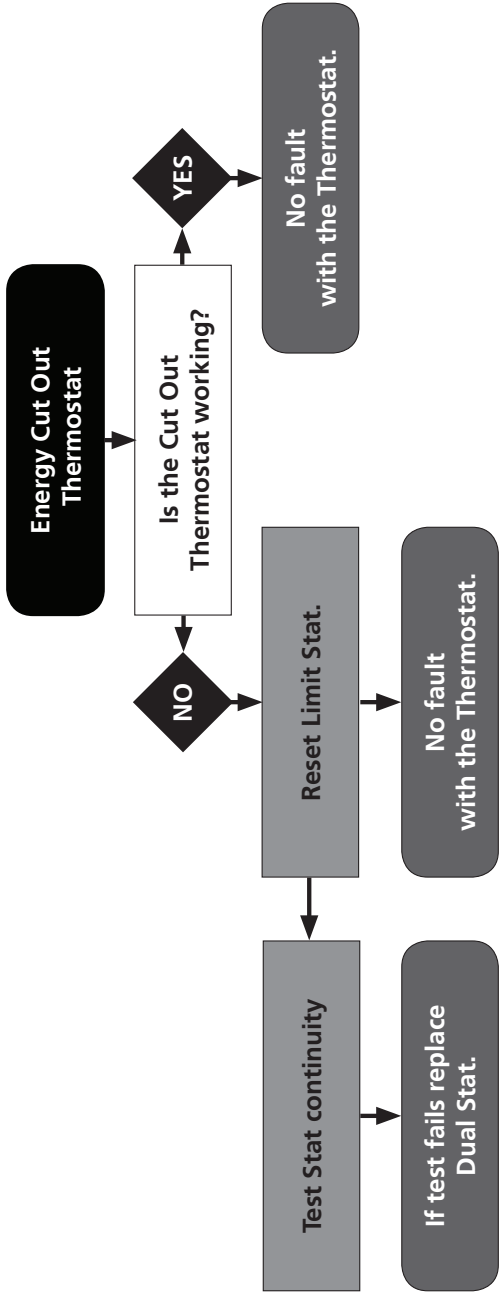 Energy Cut Out
Thermostat
Is the Cut Out
Thermostat working?
NO
YES
Reset Limit Stat.
No fault
with the Thermostat.
Test Stat continuity
No fault
with the Thermostat.
If test fails replace
Dual Stat.